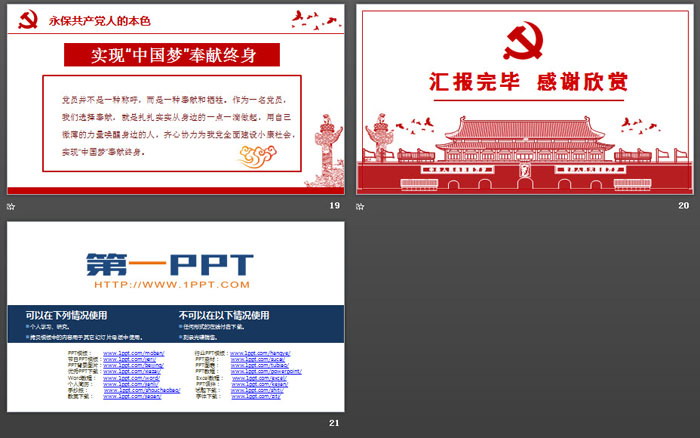 永保共产党人的本色
实现“中国梦”奉献终身
党员并不是一种称呼，而是一种奉献和牺牲。作为一名党员，
我们选择奉献，就是扎扎实实从身边的一点一滴做起，用自己
微薄的力量唤醒身边的人，齐心协力为我党全面建设小康社会，
实现“中国梦”奉献终身。
19
汇报完毕 感谢欣赏
20
第一PPT
HTTP://WWW.1PPT.COM
可以在下列情况使用
个人学习、研究。
拷贝模板中的内容用于其它幻灯片母版中使用。
不可以在以下情况使用
任何形式的在线付费下载。
刻录光碟销售。
PPT模板： www.1ppt.com/moban/
节日PPT模板： www.1ppt.com/jieri/
PPT背景图片： www.1ppt.com/beijing/
优秀PPT下载： www.1ppt.com/xiazai/
Word教程： www.1ppt.com/word/
个人简历： www.1ppt.com/jianli/
手抄报： www.1ppt.com/shouchaobao/
教案下载： www.1ppt.com/jiaoan/
行业PPT模板： www.1ppt.com/hangye/
PPT素材： www.1ppt.com/sucai/
PPT图表： www.1ppt.com/tubiao/
PPT教程： www.1ppt.com/powerpoint/
Excel教程： www.1ppt.com/excel/
PPT课件： www.1ppt.com/kejian/
试题下载： www.1ppt.com/shiti/
字体下载： www.1ppt.com/ziti/
21